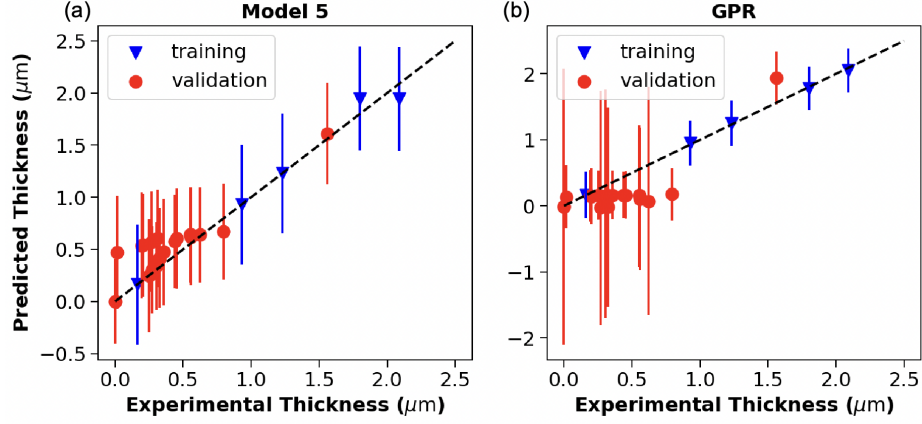 (a)
Model 5
training
validation
Predicted Thickness (μm)
2.5
2.0
1.5
1.0
0.5
0.0
−0.5
0.0 0.5 1.0 1.5 2.0 2.5
Experimental Thickness (μm)
(b)
GPR
training
validation
2
1
0
−1
−2
0.0 0.5 1.0 1.5 2.0 2.5
Experimental Thickness (μm)